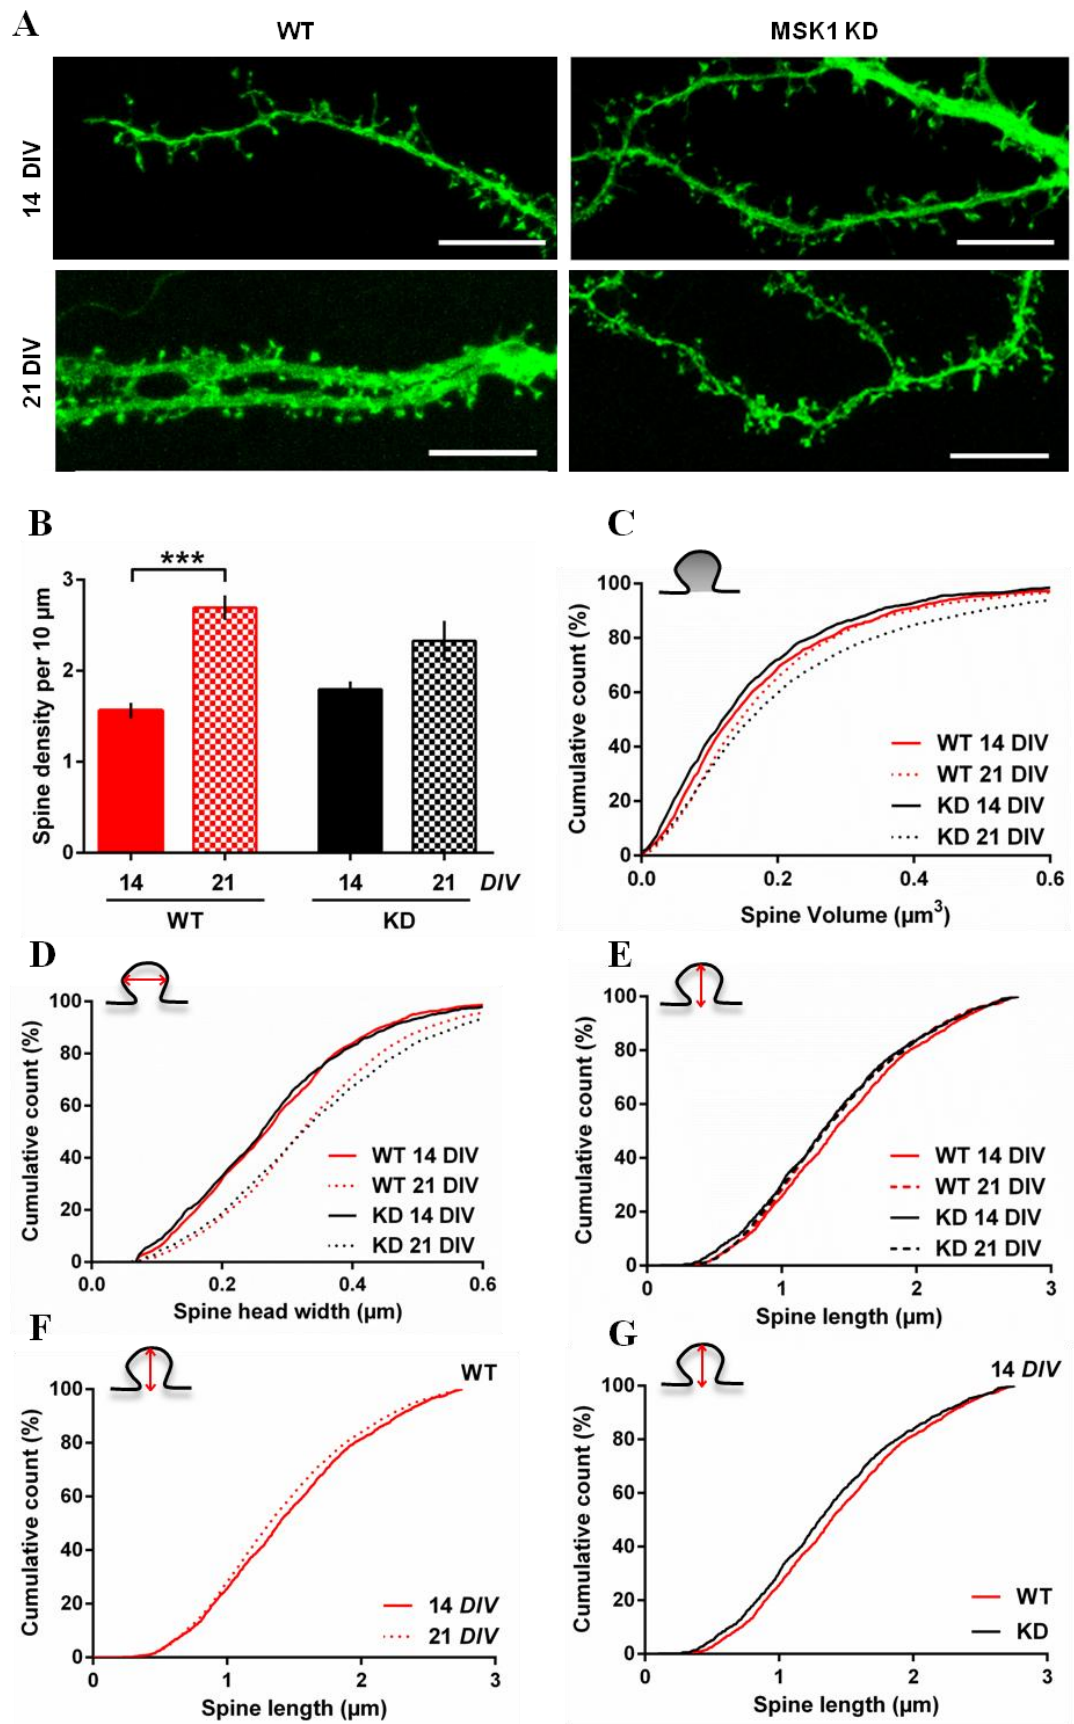 A
WT
MSK1 KD
14 DIV
21 DIV
B
***
3
2
1
0
Spine density per 10 µm
14 21 14 21 DIV
WT KD
C
100
80
60
40
20
0
Cumulative count (%)
WT 14 DIV
WT 21 DIV
KD 14 DIV
KD 21 DIV
0.0 0.2 0.4 0.6
Spine Volume (µm³)
D
100
80
60
40
20
0
Cumulative count (%)
WT 14 DIV
WT 21 DIV
KD 14 DIV
KD 21 DIV
0.0 0.2 0.4 0.6
Spine head width (µm)
E
100
80
60
40
20
0
Cumulative count (%)
WT 14 DIV
WT 21 DIV
KD 14 DIV
KD 21 DIV
0 1 2 3
Spine length (µm)
F
WT
100
80
60
40
20
0
Cumulative count (%)
14 DIV
21 DIV
0 1 2 3
Spine length (µm)
G
14 DIV
100
80
60
40
20
0
Cumulative count (%)
WT
KD
0 1 2 3
Spine length (µm)